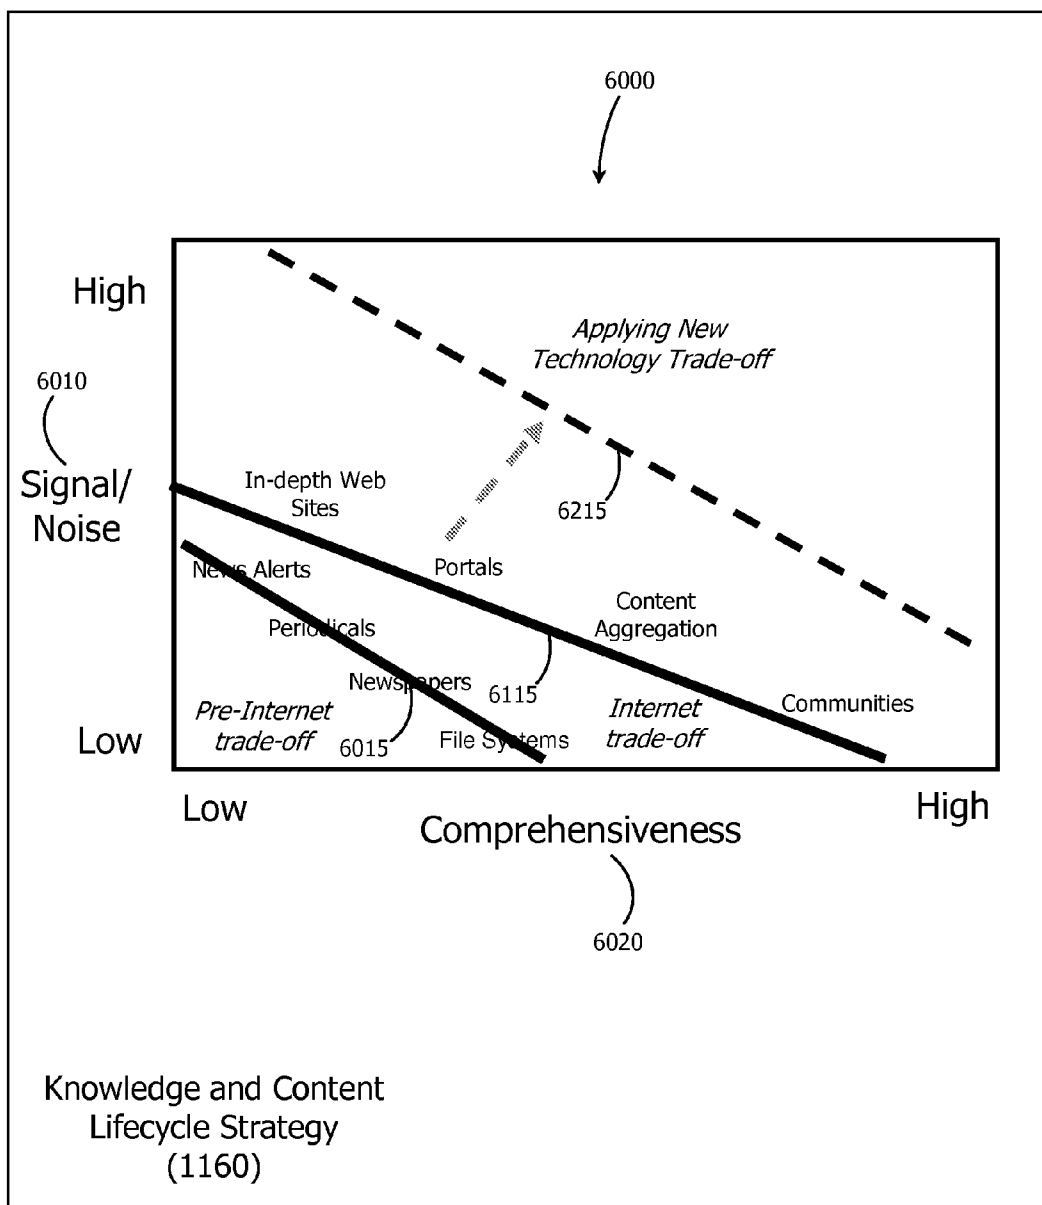 6000
High
Applying New
Technology Trade-off
6010
Signal/
Noise
In-depth Web
Sites
6215
News Alerts
Portals
Content
Aggregation
Periodicals
Newspapers
6115
Communities
Pre-Internet
trade-off
Internet
trade-off
6015
File Systems
Low
Low
High
Comprehensiveness
6020
Knowledge and Content
Lifecycle Strategy
(1160)